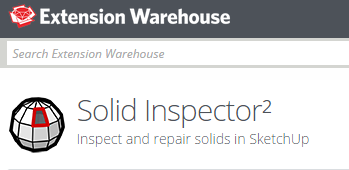 Extension Warehouse
Search Extension Warehouse
Solid Inspector²
Inspect and repair solids in SketchUp